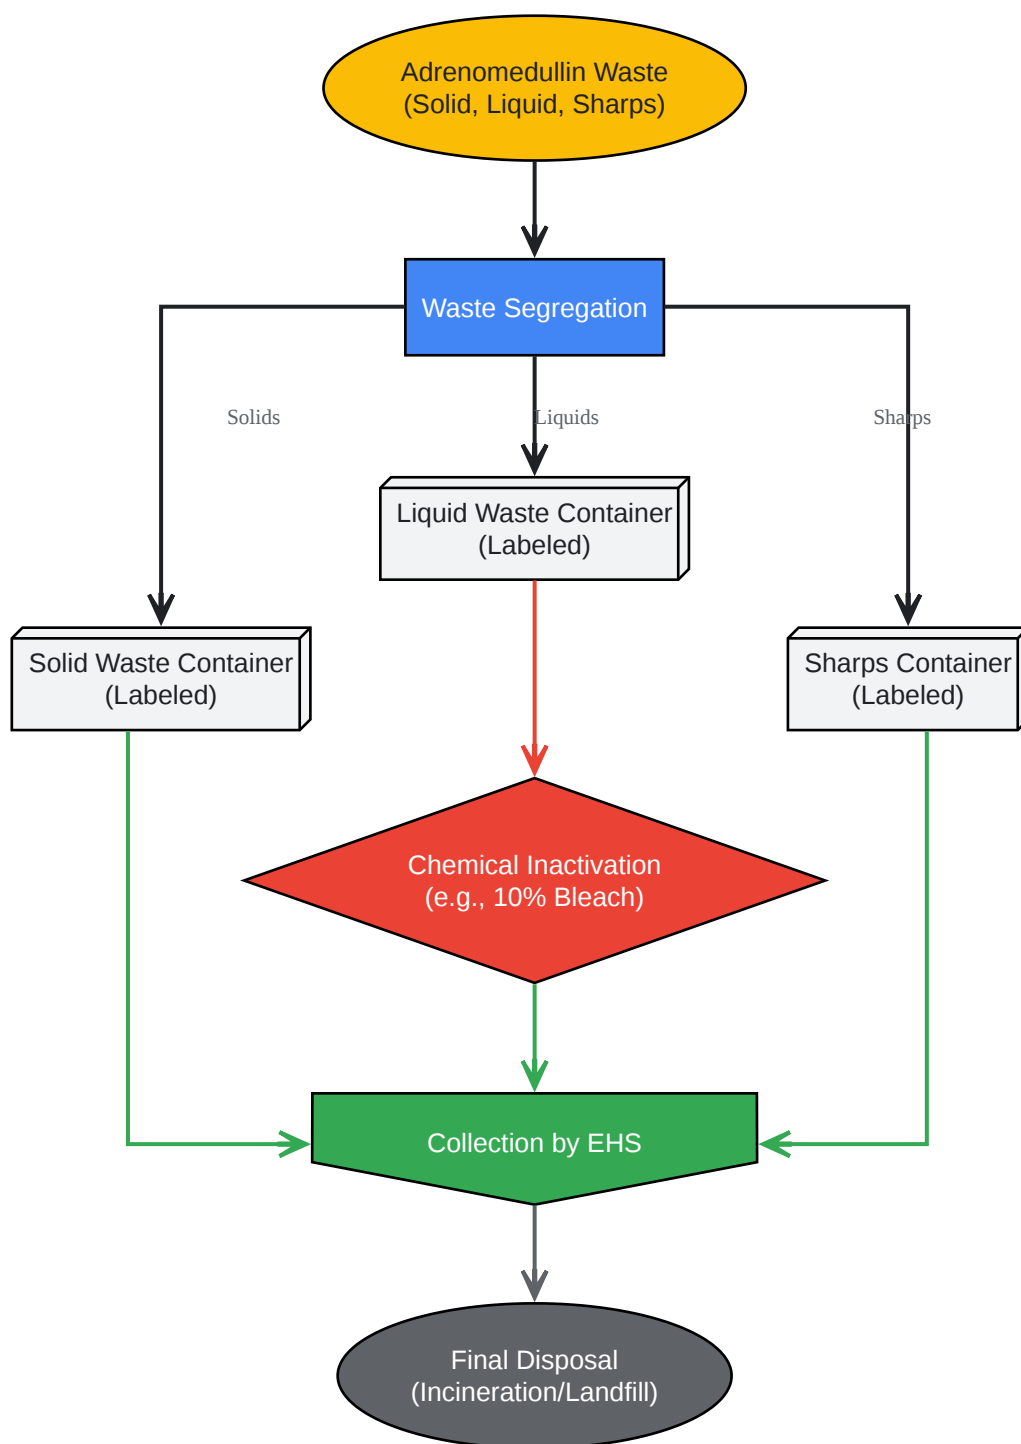 Adrenomedullin Waste
(Solid, Liquid, Sharps)
Waste Segregation
Solids
Liquids
Sharps
Liquid Waste Container
(Labeled)
Solid Waste Container
(Labeled)
Sharps Container
(Labeled)
Chemical Inactivation
(e.g., 10% Bleach)
Collection by EHS
Final Disposal
(Incineration/Landfill)